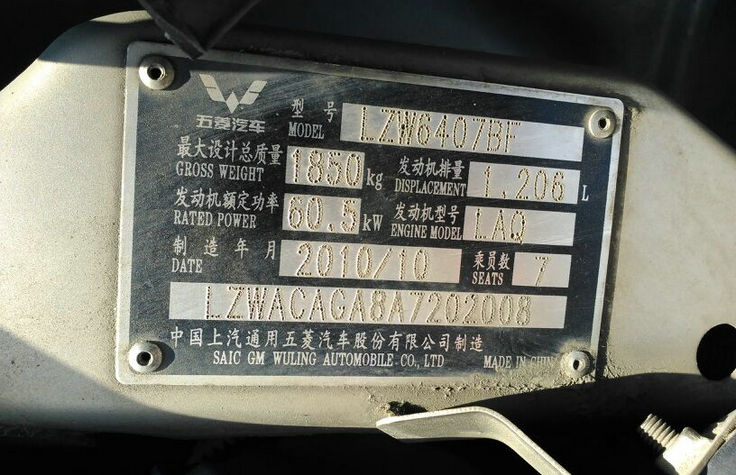 五菱汽车
型号 MODEL LZW6407BF
最大设计总质量 GROSS WEIGHT 1850 kg 发动机排量 DISPLACEMENT 1.206 L
发动机额定功率 RATED POWER 60.5 kW 发动机型号 ENGINE MODEL LAQ
制造年月 DATE 2010/10 乘员数 SEATS 7
LZWACAGA8A7202008
中国上汽通用五菱汽车股份有限公司制造
SAIC GM WULING AUTOMOBILE CO., LTD MADE IN CHIN